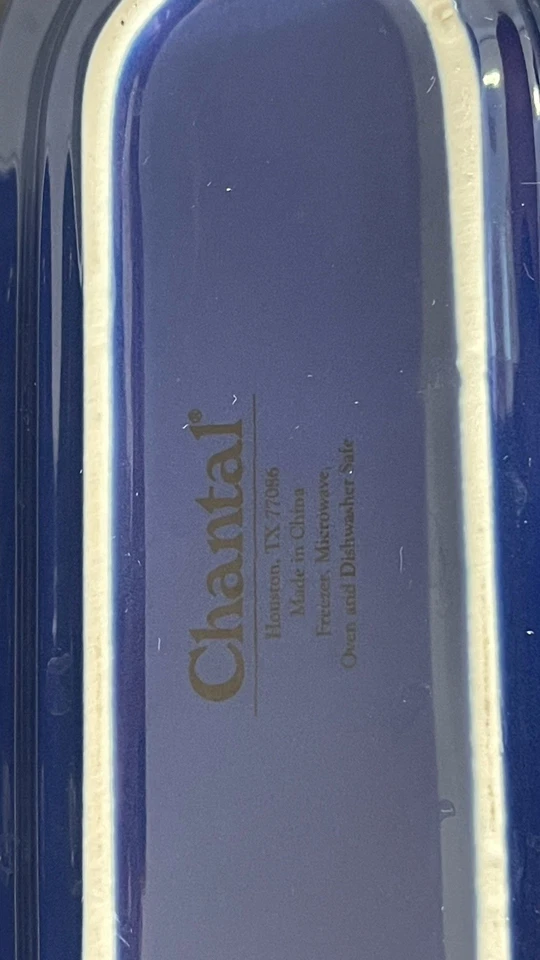 Chantal®
Houston, TX 77086
Made in China
Freezer, Microwave,
Oven and Dishwasher Safe